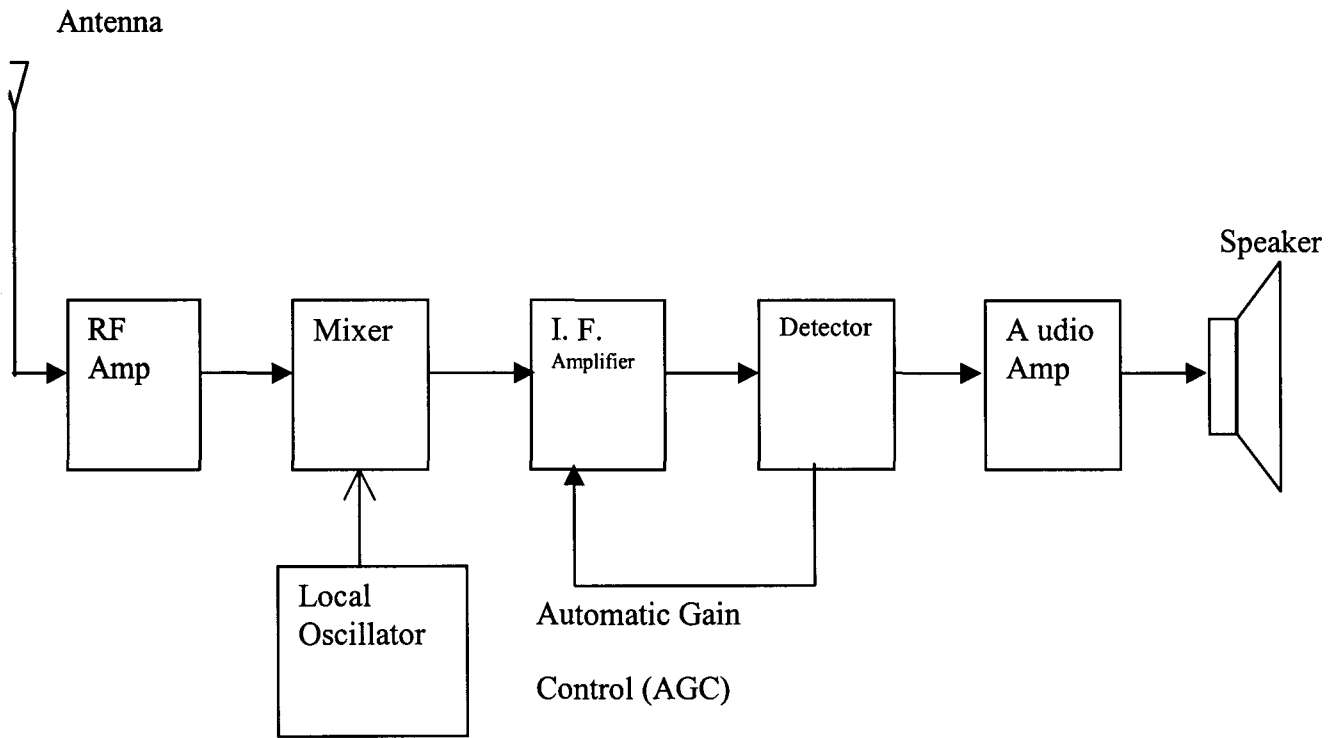 Antenna
Speaker
RF
Amp
Mixer
I. F.
Amplifier
Detector
A udio
Amp
Local
Oscillator
Automatic Gain
Control (AGC)